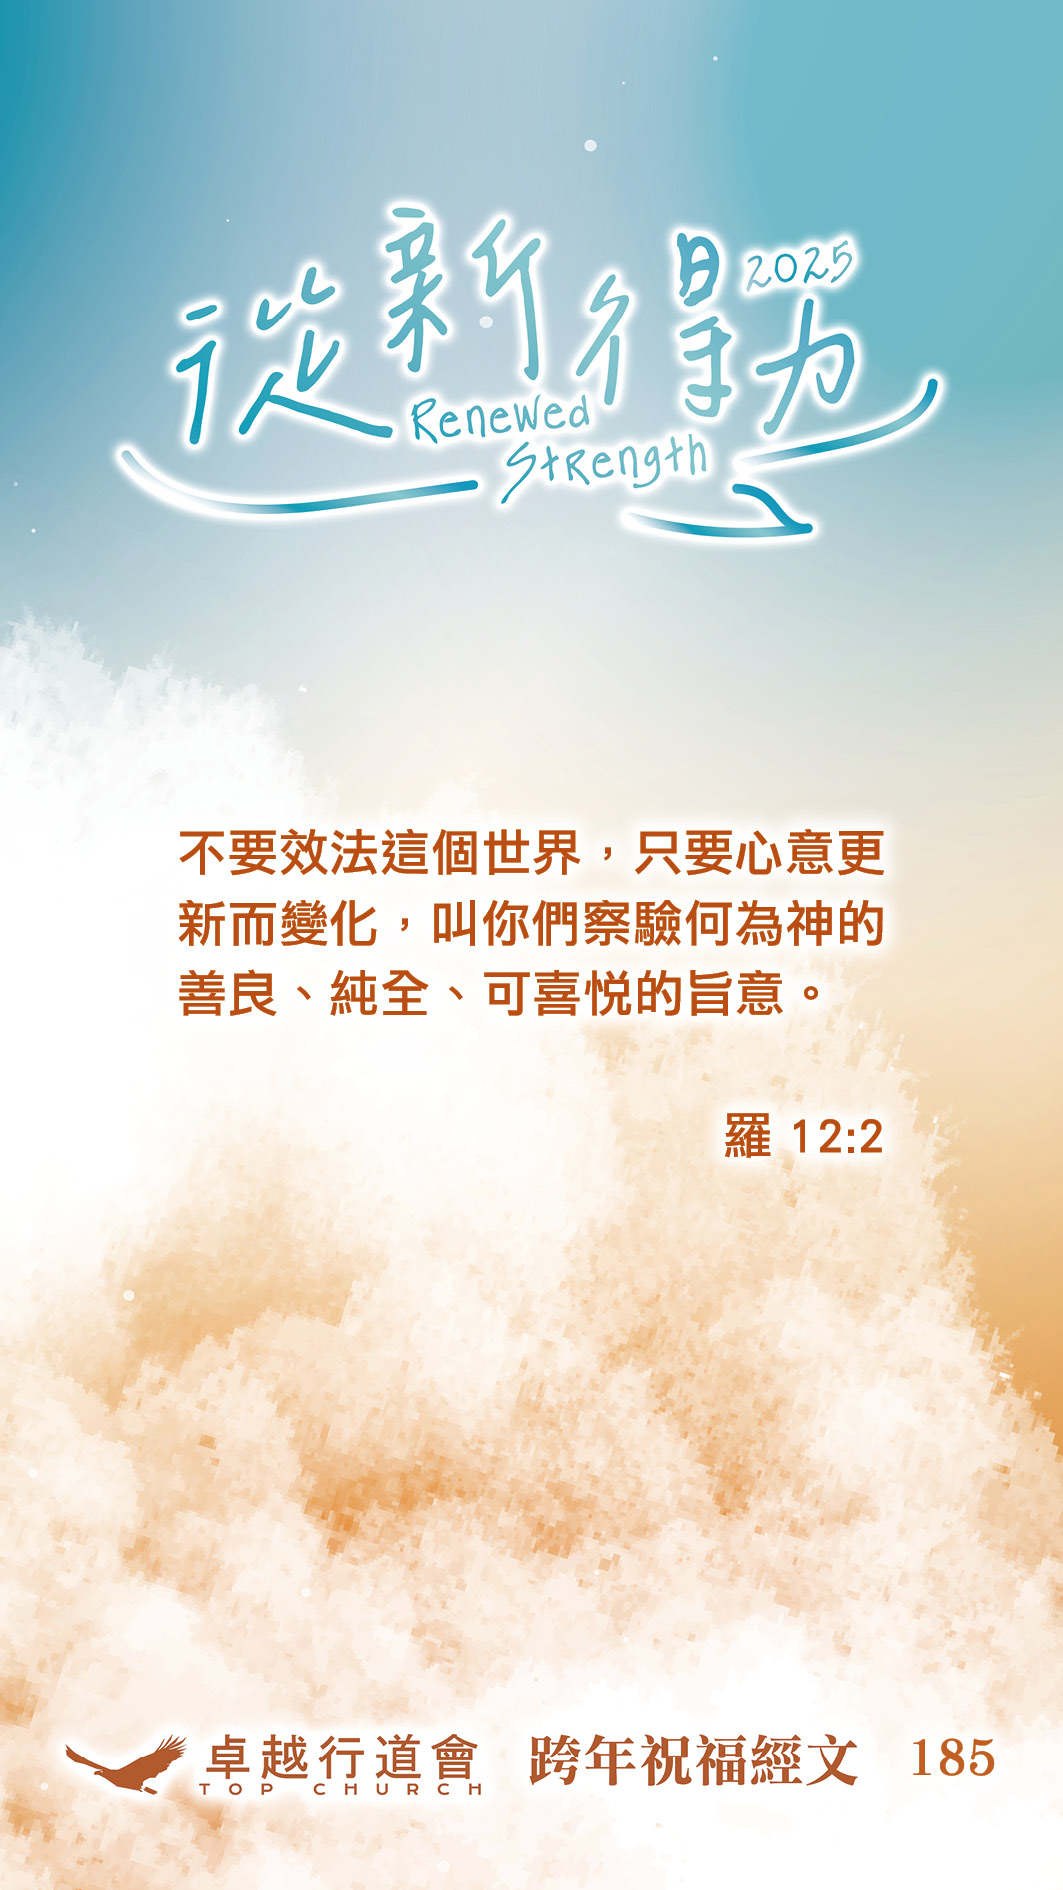 從新得力 2025
Renewed
Strength
不要效法這個世界，只要心意更
新而變化，叫你們察驗何為神的
善良、純全、可喜悅的旨意。
羅 12:2
卓越行道會 跨年祝福經文 185
TOP CHURCH